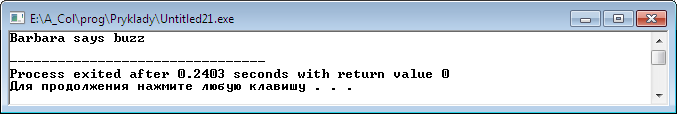 E:\A_Col\prog\Pryklady\Untitled21.exe
Barbara says buzz
--------------------------------
Process exited after 0.2403 seconds with return value 0
Для продолжения нажмите любую клавишу . . .